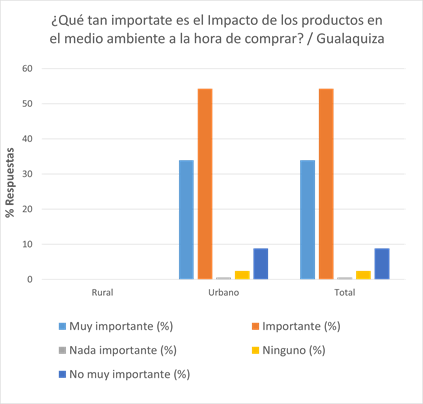 ¿Qué tan importate es el Impacto de los productos en
el medio ambiente a la hora de comprar? / Gualaquiza
60
50
40
30
20
10
0
% Respuestas
Rural
Urbano
Total
Muy importante (%)
Importante (%)
Nada importante (%)
Ninguno (%)
No muy importante (%)